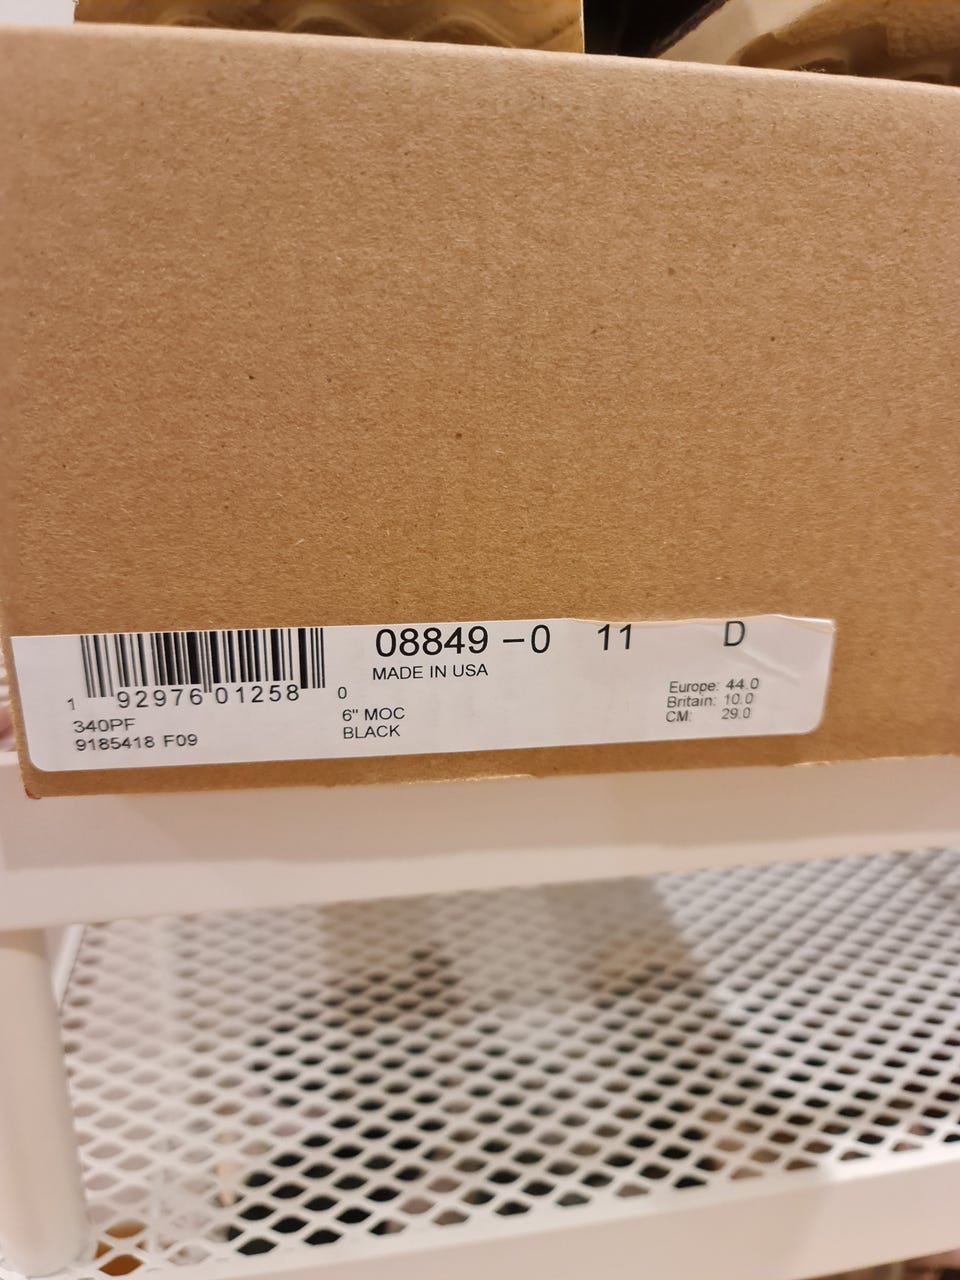 08849 – 0 11 D
MADE IN USA
1 92976 01258 0
340PF
9185418 F09
6" MOC
BLACK
Europe: 44.0
Britain: 10.0
CM: 29.0